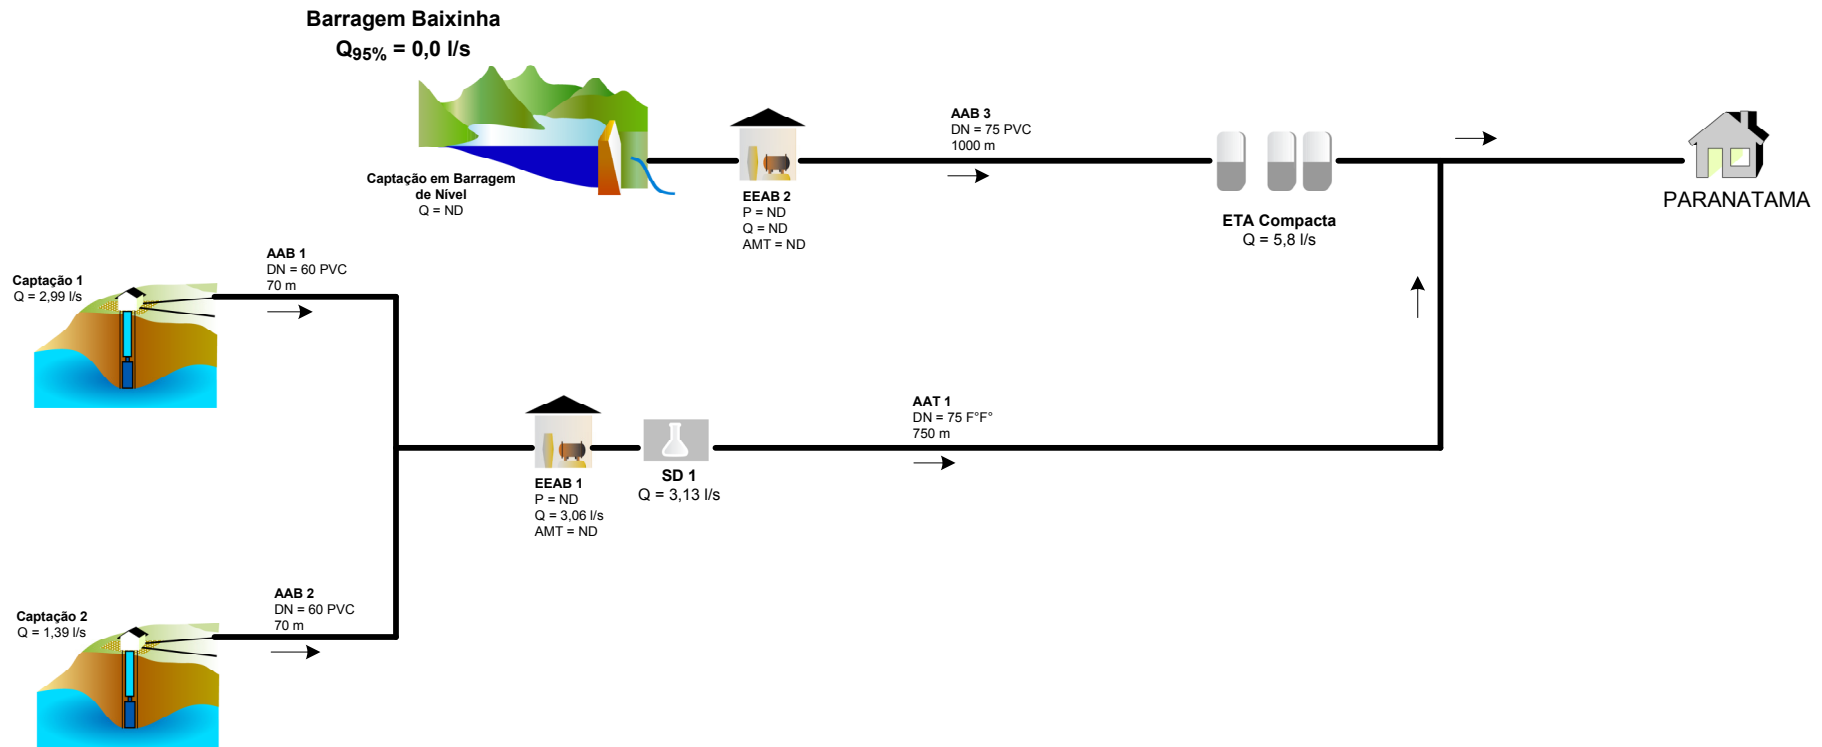 Barragem Baixinha
Q95% = 0,0 l/s
Captação em Barragem
de Nível
Q = ND
EEAB 2
P = ND
Q = ND
AMT = ND
AAB 3
DN = 75 PVC
1000 m
ETA Compacta
Q = 5,8 l/s
PARANATAMA
Captação 1
Q = 2,99 l/s
AAB 1
DN = 60 PVC
70 m
EEAB 1
P = ND
Q = 3,06 l/s
AMT = ND
SD 1
Q = 3,13 l/s
AAT 1
DN = 75 F°F°
750 m
Captação 2
Q = 1,39 l/s
AAB 2
DN = 60 PVC
70 m